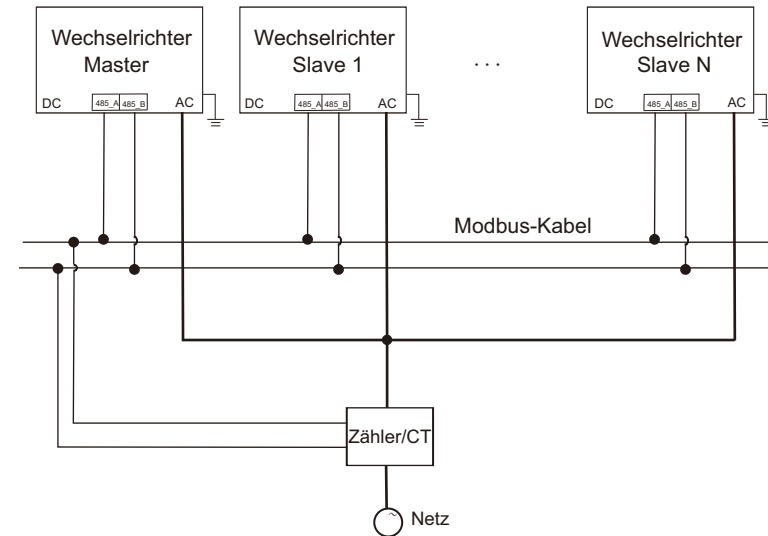 Wechselrichter
Master
DC
485_A 485_B
AC
Wechselrichter
Slave 1
DC
485_A 485_B
AC
. . .
Wechselrichter
Slave N
DC
485_A 485_B
AC
Modbus-Kabel
Zähler/CT
~
Netz